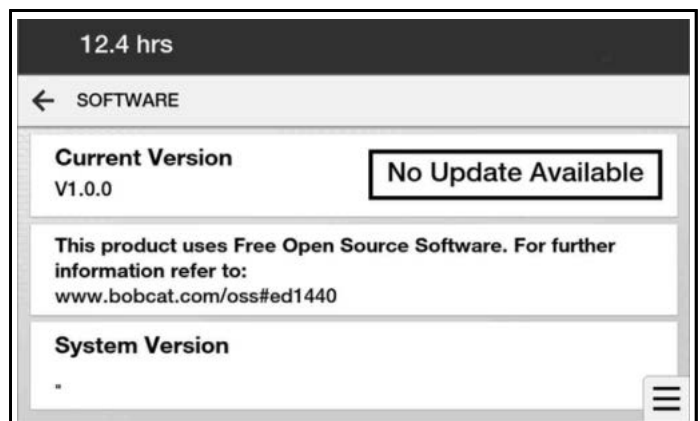 12.4 hrs
SOFTWARE
Current Version
V1.0.0
No Update Available
This product uses Free Open Source Software. For further
information refer to:
www.bobcat.com/oss#ed1440
System Version
"